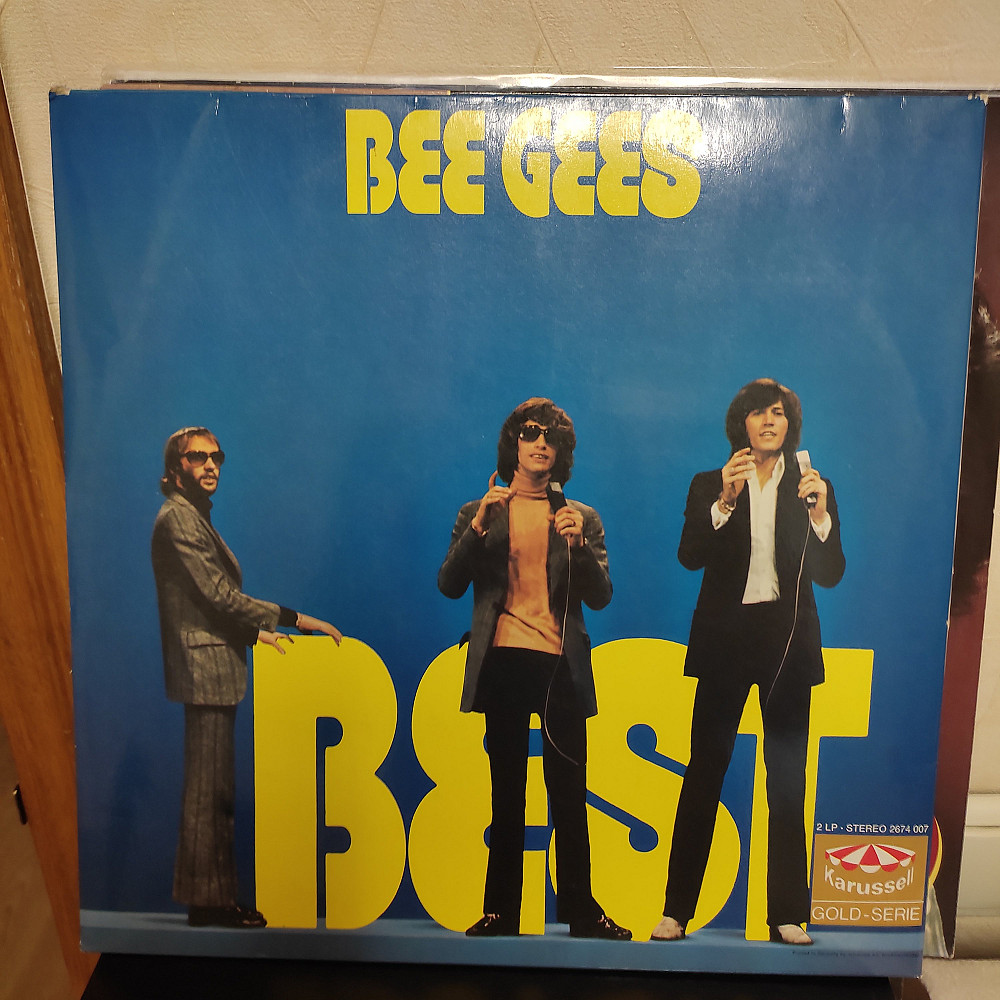 BEE GEES
BEST
2 LP · STEREO 2674 007
Karussell
GOLD-SERIE